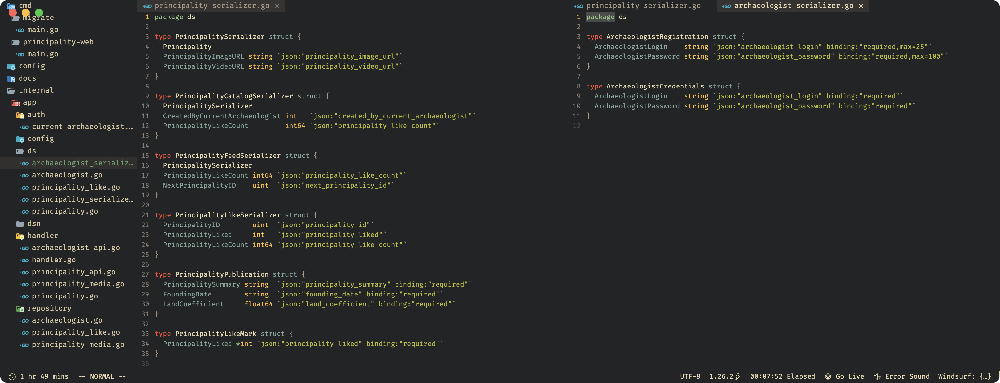 cmd
migrate
main.go
principality-web
main.go
config
docs
internal
app
auth
current_archaeologist.…
config
ds
archaeologist_serializ…
archaeologist.go
principality_like.go
principality_serialize…
principality.go
dsn
handler
archaeologist_api.go
handler.go
principality_api.go
principality_media.go
principality.go
repository
archaeologist.go
principality_like.go
principality_media.go
principality_serializer.go ×
1 package ds
2
3 type PrincipalitySerializer struct {
4   Principality
5   PrincipalityImageURL string `json:"principality_image_url"`
6   PrincipalityVideoURL string `json:"principality_video_url"`
7 }
8
9 type PrincipalityCatalogSerializer struct {
10   PrincipalitySerializer
11   CreatedByCurrentArchaeologist int   `json:"created_by_current_archaeologist"`
12   PrincipalityLikeCount         int64 `json:"principality_like_count"`
13 }
14
15 type PrincipalityFeedSerializer struct {
16   PrincipalitySerializer
17   PrincipalityLikeCount int64 `json:"principality_like_count"`
18   NextPrincipalityID    uint  `json:"next_principality_id"`
19 }
20
21 type PrincipalityLikeSerializer struct {
22   PrincipalityID        uint  `json:"principality_id"`
23   PrincipalityLiked     int   `json:"principality_liked"`
24   PrincipalityLikeCount int64 `json:"principality_like_count"`
25 }
26
27 type PrincipalityPublication struct {
28   PrincipalitySummary string  `json:"principality_summary" binding:"required"`
29   FoundingDate        string  `json:"founding_date" binding:"required"`
30   LandCoefficient     float64 `json:"land_coefficient" binding:"required"`
31 }
32
33 type PrincipalityLikeMark struct {
34   PrincipalityLiked *int `json:"principality_liked" binding:"required"`
35 }
36
principality_serializer.go archaeologist_serializer.go ×
1 package ds
2
3 type ArchaeologistRegistration struct {
4   ArchaeologistLogin    string `json:"archaeologist_login" binding:"required,max=25"`
5   ArchaeologistPassword string `json:"archaeologist_password" binding:"required,max=100"`
6 }
7
8 type ArchaeologistCredentials struct {
9   ArchaeologistLogin    string `json:"archaeologist_login" binding:"required"`
10   ArchaeologistPassword string `json:"archaeologist_password" binding:"required"`
11 }
12
1 hr 49 mins -- NORMAL -- UTF-8 1.26.2 00:07:52 Elapsed Go Live Error Sound Windsurf: {…}